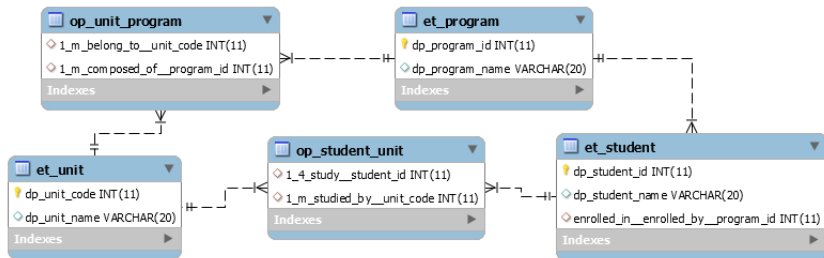 op_unit_program
1_m_belong_to__unit_code INT(11)
1_m_composed_of__program_id INT(11)
Indexes
et_program
dp_program_id INT(11)
dp_program_name VARCHAR(20)
Indexes
et_unit
dp_unit_code INT(11)
dp_unit_name VARCHAR(20)
Indexes
op_student_unit
1_4_study__student_id INT(11)
1_m_studied_by__unit_code INT(11)
Indexes
et_student
dp_student_id INT(11)
dp_student_name VARCHAR(20)
enrolled_in__enrolled_by__program_id INT(11)
Indexes